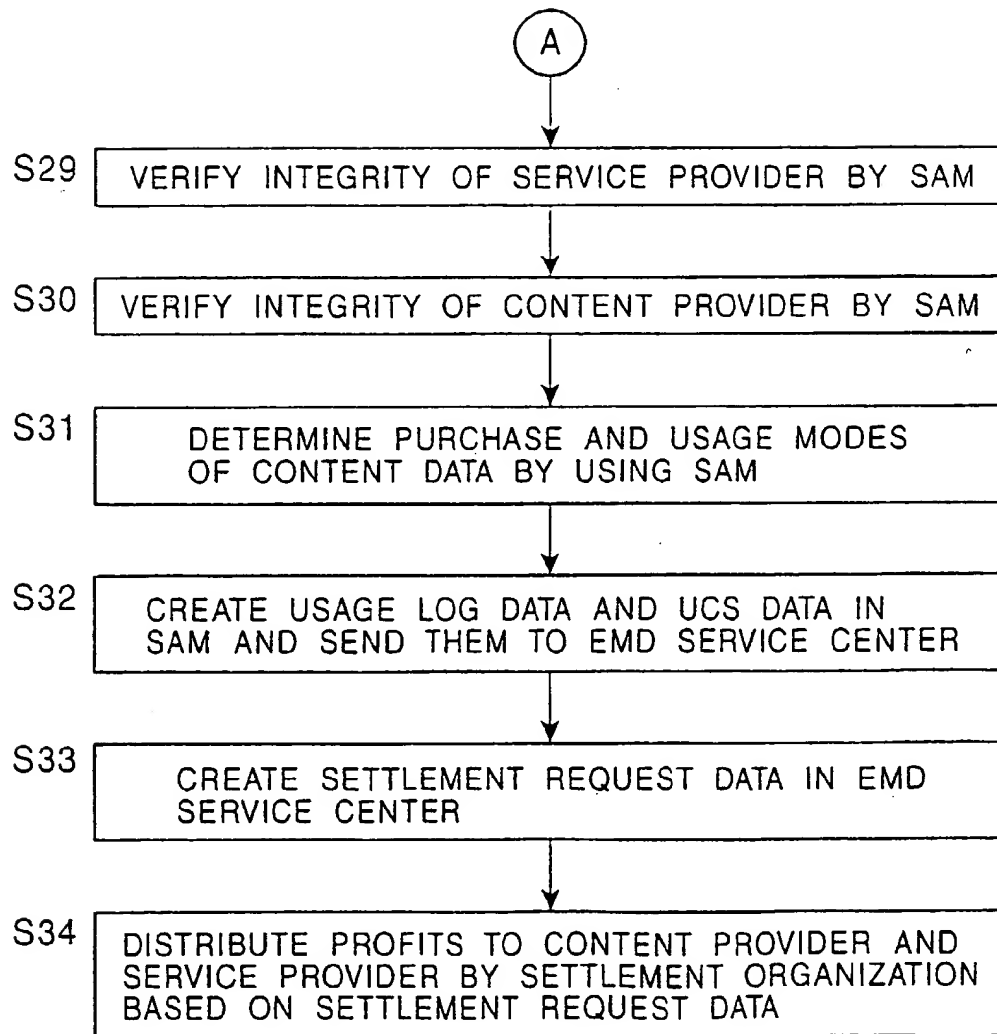 A
S29 VERIFY INTEGRITY OF SERVICE PROVIDER BY SAM
S30 VERIFY INTEGRITY OF CONTENT PROVIDER BY SAM
S31 DETERMINE PURCHASE AND USAGE MODES
OF CONTENT DATA BY USING SAM
S32 CREATE USAGE LOG DATA AND UCS DATA IN
SAM AND SEND THEM TO EMD SERVICE CENTER
S33 CREATE SETTLEMENT REQUEST DATA IN EMD
SERVICE CENTER
S34 DISTRIBUTE PROFITS TO CONTENT PROVIDER AND
SERVICE PROVIDER BY SETTLEMENT ORGANIZATION
BASED ON SETTLEMENT REQUEST DATA